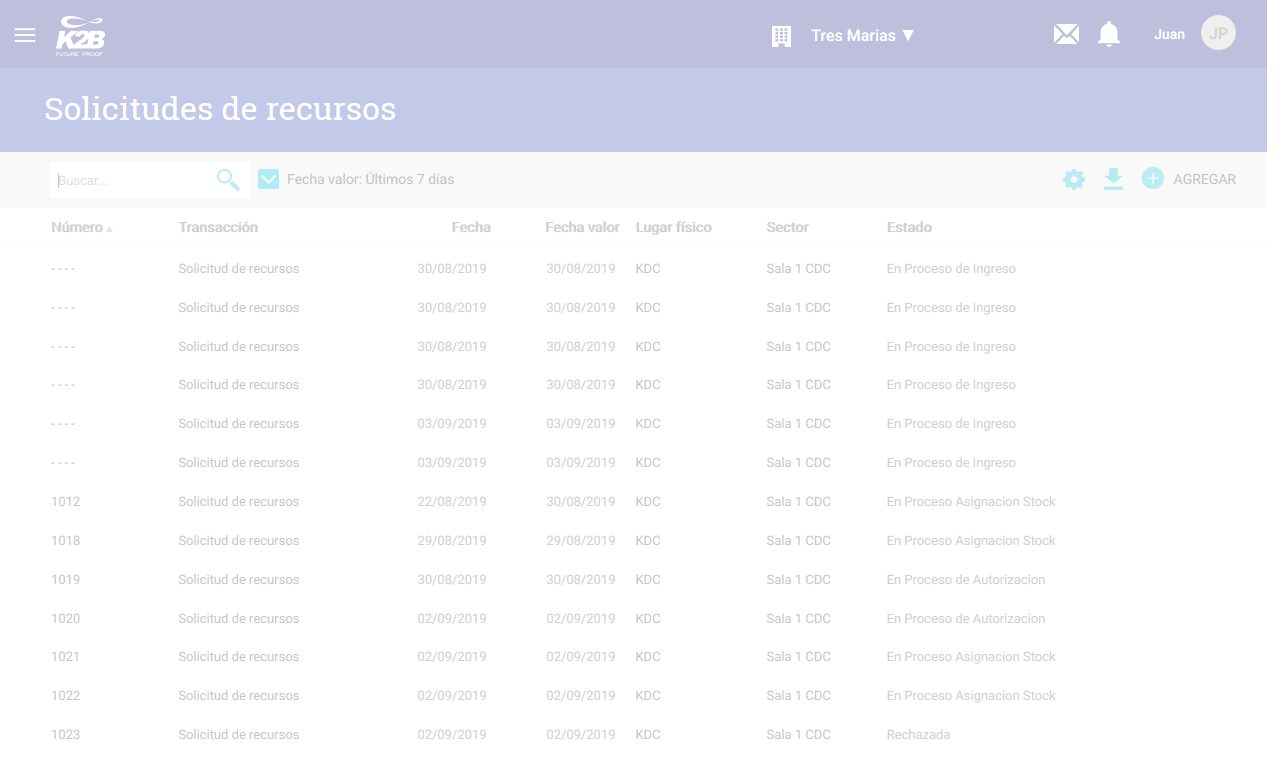 K2B
FUTURE PROOF
Tres Marias ▼
Juan
JP
Solicitudes de recursos
Buscar...
Fecha valor: Últimos 7 días
AGREGAR
Número ▲ Transacción Fecha Fecha valor Lugar físico Sector Estado
---- Solicitud de recursos 30/08/2019 30/08/2019 KDC Sala 1 CDC En Proceso de Ingreso
---- Solicitud de recursos 30/08/2019 30/08/2019 KDC Sala 1 CDC En Proceso de Ingreso
---- Solicitud de recursos 30/08/2019 30/08/2019 KDC Sala 1 CDC En Proceso de Ingreso
---- Solicitud de recursos 30/08/2019 30/08/2019 KDC Sala 1 CDC En Proceso de Ingreso
---- Solicitud de recursos 03/09/2019 03/09/2019 KDC Sala 1 CDC En Proceso de Ingreso
---- Solicitud de recursos 03/09/2019 03/09/2019 KDC Sala 1 CDC En Proceso de Ingreso
1012 Solicitud de recursos 22/08/2019 30/08/2019 KDC Sala 1 CDC En Proceso Asignacion Stock
1018 Solicitud de recursos 29/08/2019 29/08/2019 KDC Sala 1 CDC En Proceso Asignacion Stock
1019 Solicitud de recursos 30/08/2019 30/08/2019 KDC Sala 1 CDC En Proceso de Autorizacion
1020 Solicitud de recursos 02/09/2019 02/09/2019 KDC Sala 1 CDC En Proceso de Autorizacion
1021 Solicitud de recursos 02/09/2019 02/09/2019 KDC Sala 1 CDC En Proceso Asignacion Stock
1022 Solicitud de recursos 02/09/2019 02/09/2019 KDC Sala 1 CDC En Proceso Asignacion Stock
1023 Solicitud de recursos 02/09/2019 02/09/2019 KDC Sala 1 CDC Rechazada